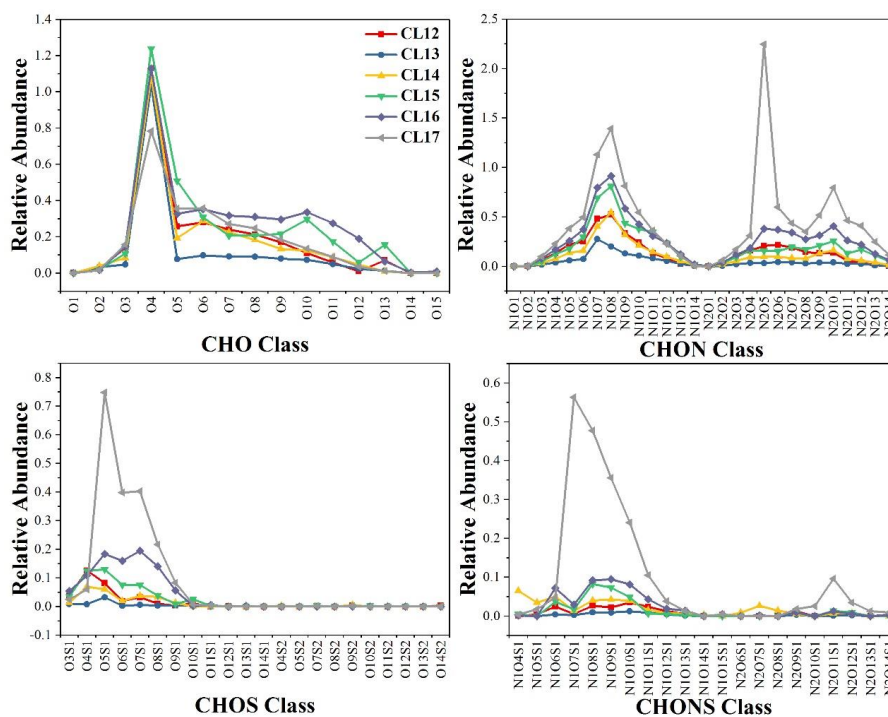 1.4
1.2
1.0
0.8
0.6
0.4
0.2
0.0
Relative Abundance
CL12
CL13
CL14
CL15
CL16
CL17
O1
O2
O3
O4
O5
O6
O7
O8
O9
O10
O11
O12
O13
O14
O15
CHO Class
2.5
2.0
1.5
1.0
0.5
0.0
Relative Abundance
N1O1
N1O2
N1O3
N1O4
N1O5
N1O6
N1O7
N1O8
N1O9
N1O10
N1O11
N1O12
N1O13
N1O14
N2O1
N2O2
N2O3
N2O4
N2O5
N2O6
N2O7
N2O8
N2O9
N2O10
N2O11
N2O12
N2O13
CHON Class
0.8
0.7
0.6
0.5
0.4
0.3
0.2
0.1
0.0
-0.1
Relative Abundance
O3S1
O4S1
O5S1
O6S1
O7S1
O8S1
O9S1
O10S1
O11S1
O12S1
O13S1
O14S1
O4S2
O5S2
O7S2
O8S2
O9S2
O10S2
O12S2
O13S2
O14S2
CHOS Class
0.6
0.5
0.4
0.3
0.2
0.1
0.0
Relative Abundance
N1O4S1
N1O5S1
N1O6S1
N1O7S1
N1O8S1
N1O9S1
N1O10S1
N1O11S1
N1O12S1
N1O13S1
N1O14S1
N1O15S1
N2O6S1
N2O7S1
N2O8S1
N2O9S1
N2O10S1
N2O11S1
N2O12S1
N2O13S1
N2O14S1
CHONS Class